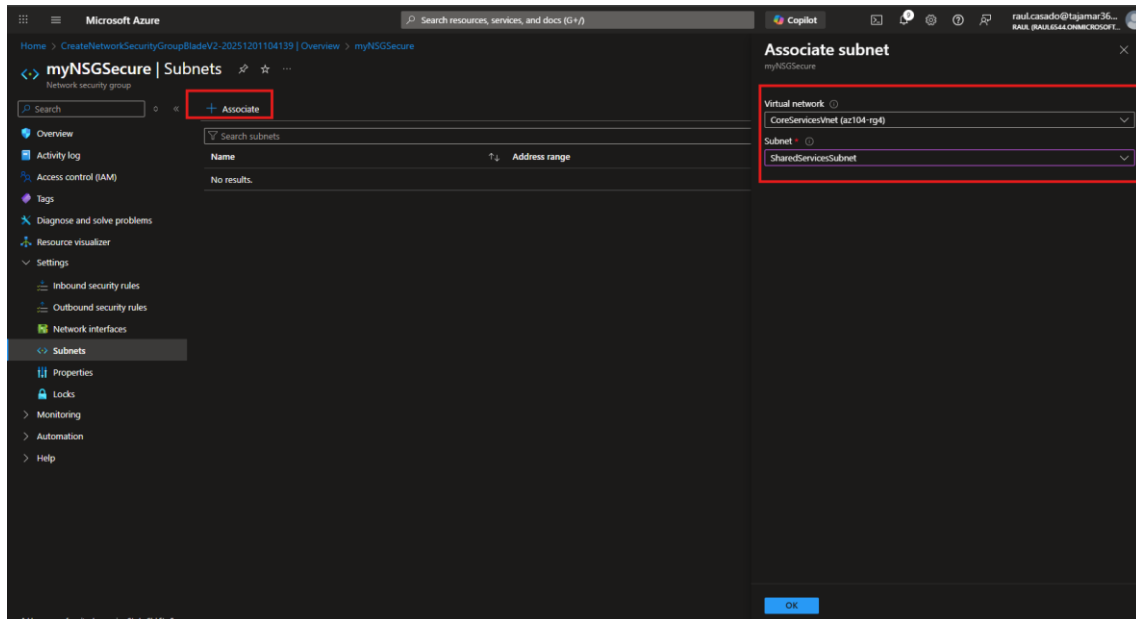 Microsoft Azure
Search resources, services, and docs (G+/)
Copilot
raul.casado@tajamar36...
RAUL (RAUL6544.ONMICROSOFT...
Home > CreateNetworkSecurityGroupBladeV2-20251201104139 | Overview > myNSGSecure
myNSGSecure | Subnets
Network security group
Search
Associate
Overview
Activity log
Access control (IAM)
Tags
Diagnose and solve problems
Resource visualizer
Settings
Inbound security rules
Outbound security rules
Network interfaces
Subnets
Properties
Locks
Monitoring
Automation
Help
Search subnets
Name
Address range
No results.
Associate subnet
myNSGSecure
Virtual network
CoreServicesVnet (az104-rg4)
Subnet *
SharedServicesSubnet
OK